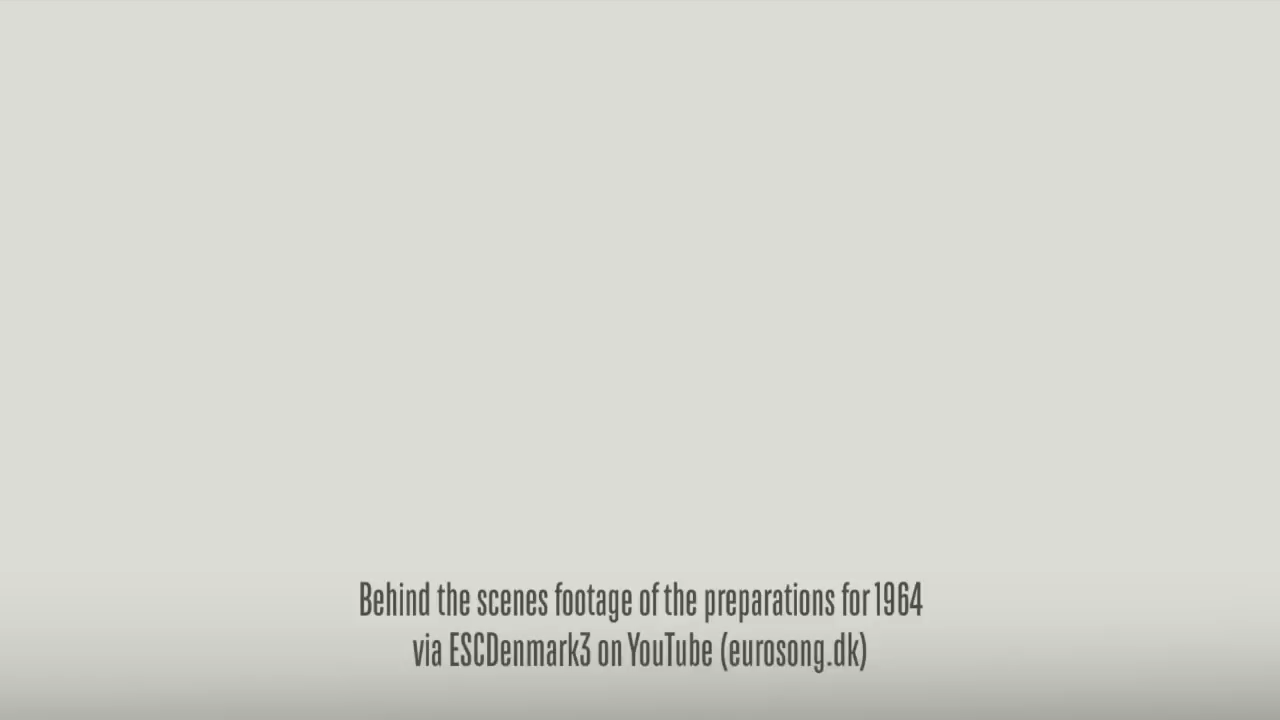 Behind the scenes footage of the preparations for 1964
via ESCDenmark3 on YouTube (eurosong.dk)